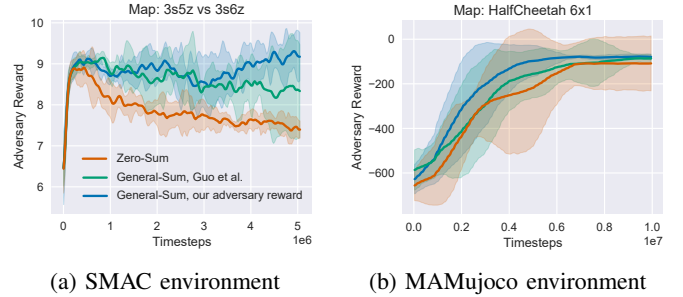 Map: 3s5z vs 3s6z
10
9
8
7
6
Adversary Reward
Zero-Sum
General-Sum, Guo et al.
General-Sum, our adversary reward
0 1 2 3 4 5
1e6
Timesteps
(a) SMAC environment
Map: HalfCheetah 6x1
0
−200
−400
−600
Adversary Reward
0.0 0.2 0.4 0.6 0.8 1.0
1e7
Timesteps
(b) MAMujoco environment